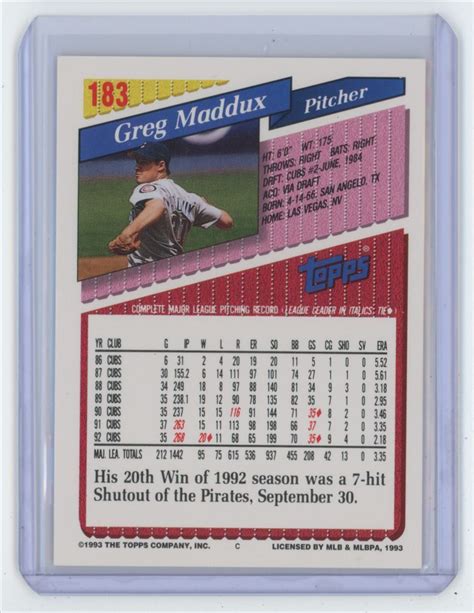 183
Greg Maddux
Pitcher
HT: 6'0" WT: 175
THROWS: RIGHT BATS: RIGHT
DRFT: CUBS #2-JUNE, 1984
ACQ: VIA DRAFT
BORN: 4-14-66, SAN ANGELO, TX
HOME: LAS VEGAS, NV
topps®
COMPLETE MAJOR LEAGUE PITCHING RECORD (LEAGUE LEADER IN ITALICS; TIE♦)
YR CLUB G IP W L R ER SO BB GS CG SHO SV ERA
86 CUBS 6 31 2 4 20 19 20 11 5 1 0 0 5.52
87 CUBS 30 155.2 6 14 111 97 101 74 27 1 1 0 5.61
88 CUBS 34 249 18 8 97 88 140 81 34 9 3 0 3.18
89 CUBS 35 238.1 19 12 90 78 135 82 35 7 1 0 2.95
90 CUBS 35 237 15 15 116 91 144 71 35♦ 8 2 0 3.46
91 CUBS 37 263 15 11 113 98 198 66 37 7 2 0 3.35
92 CUBS 35 268 20♦ 11 68 65 199 70 35♦ 9 4 0 2.18
MAJ. LEA. TOTALS 212 1442 95 75 615 536 937 455 208 42 13 0 3.35
His 20th Win of 1992 season was a 7-hit
Shutout of the Pirates, September 30.
©1993 THE TOPPS COMPANY, INC. C LICENSED BY MLB & MLBPA, 1993